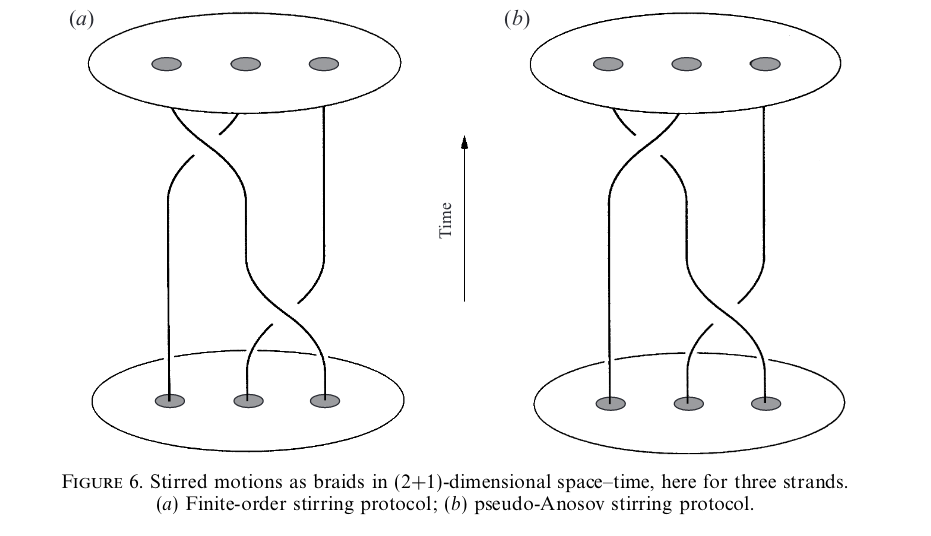 (a)
(b)
Time
FIGURE 6. Stirred motions as braids in (2+1)-dimensional space–time, here for three strands.
(a) Finite-order stirring protocol; (b) pseudo-Anosov stirring protocol.